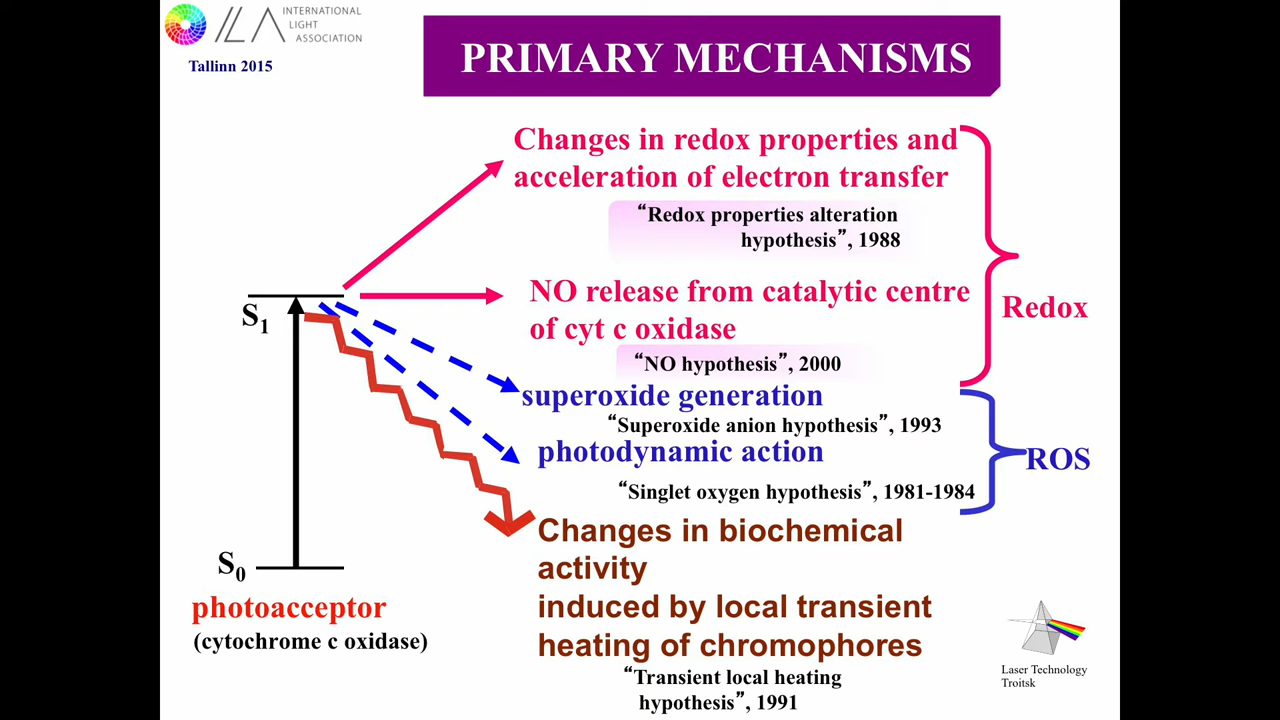 INTERNATIONAL
LIGHT
ASSOCIATION
Tallinn 2015
PRIMARY MECHANISMS
Changes in redox properties and
acceleration of electron transfer
“Redox properties alteration
hypothesis”, 1988
NO release from catalytic centre
of cyt c oxidase
“NO hypothesis”, 2000
Redox
superoxide generation
“Superoxide anion hypothesis”, 1993
photodynamic action
“Singlet oxygen hypothesis”, 1981-1984
ROS
Changes in biochemical
activity
induced by local transient
heating of chromophores
“Transient local heating
hypothesis”, 1991
S₁
S₀
photoacceptor
(cytochrome c oxidase)
Laser Technology
Troitsk